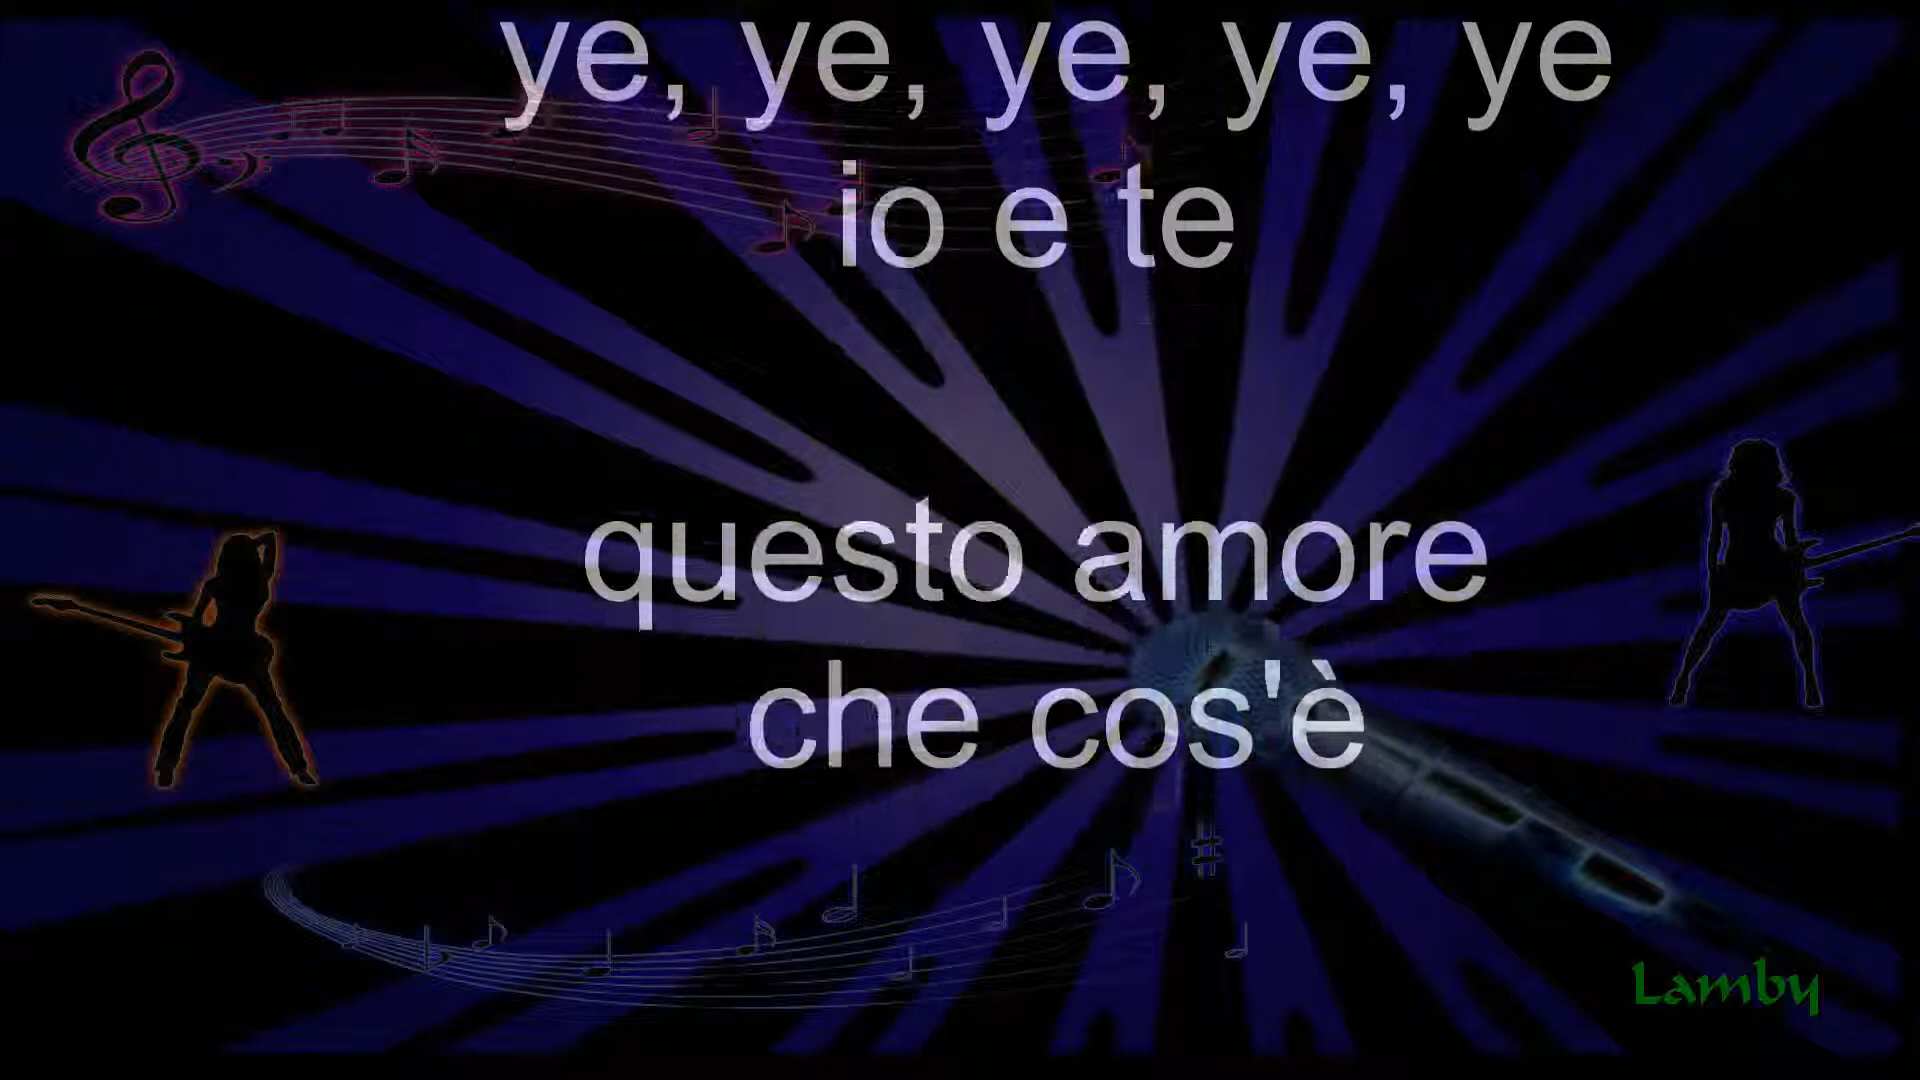 ye, ye, ye, ye, ye
io e te
questo amore
che cos'è
Lamby